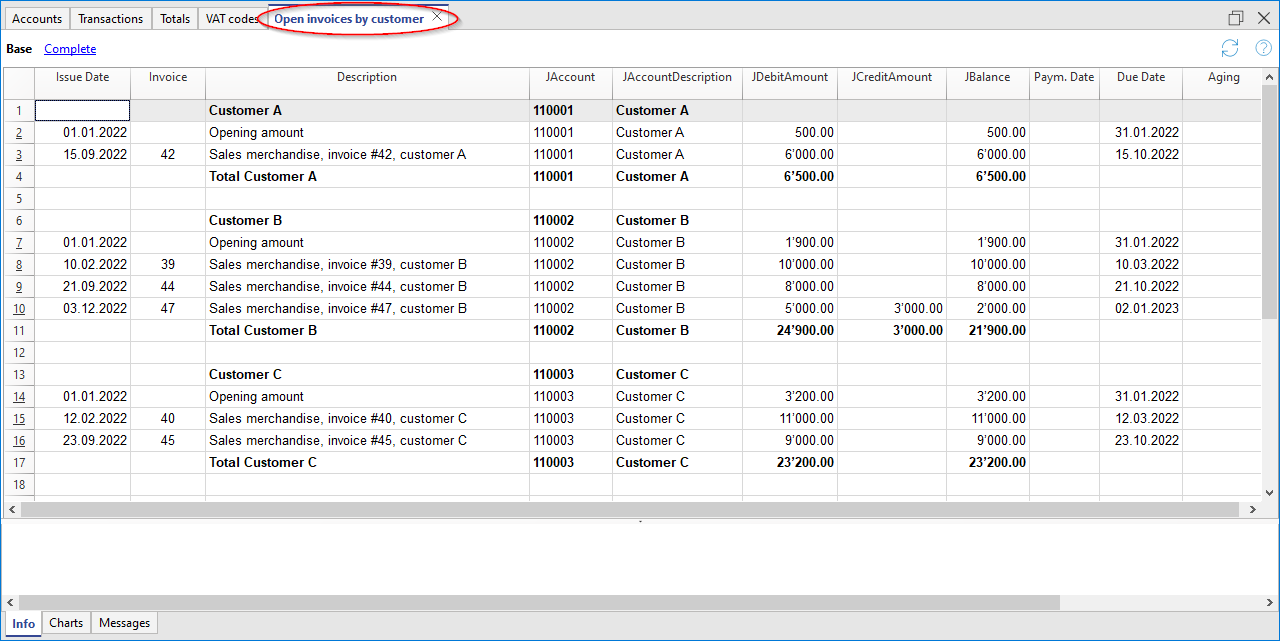 Accounts Transactions Totals VAT codes Open invoices by customer
Base Complete
Issue Date Invoice Description JAccount JAccountDescription JDebitAmount JCreditAmount JBalance Paym. Date Due Date Aging
1 Customer A 110001 Customer A
2 01.01.2022 Opening amount 110001 Customer A 500.00 500.00 31.01.2022
3 15.09.2022 42 Sales merchandise, invoice #42, customer A 110001 Customer A 6’000.00 6’000.00 15.10.2022
4 Total Customer A 110001 Customer A 6’500.00 6’500.00
5
6 Customer B 110002 Customer B
7 01.01.2022 Opening amount 110002 Customer B 1’900.00 1’900.00 31.01.2022
8 10.02.2022 39 Sales merchandise, invoice #39, customer B 110002 Customer B 10’000.00 10’000.00 10.03.2022
9 21.09.2022 44 Sales merchandise, invoice #44, customer B 110002 Customer B 8’000.00 8’000.00 21.10.2022
10 03.12.2022 47 Sales merchandise, invoice #47, customer B 110002 Customer B 5’000.00 3’000.00 2’000.00 02.01.2023
11 Total Customer B 110002 Customer B 24’900.00 3’000.00 21’900.00
12
13 Customer C 110003 Customer C
14 01.01.2022 Opening amount 110003 Customer C 3’200.00 3’200.00 31.01.2022
15 12.02.2022 40 Sales merchandise, invoice #40, customer C 110003 Customer C 11’000.00 11’000.00 12.03.2022
16 23.09.2022 45 Sales merchandise, invoice #45, customer C 110003 Customer C 9’000.00 9’000.00 23.10.2022
17 Total Customer C 110003 Customer C 23’200.00 23’200.00
18
Info Charts Messages